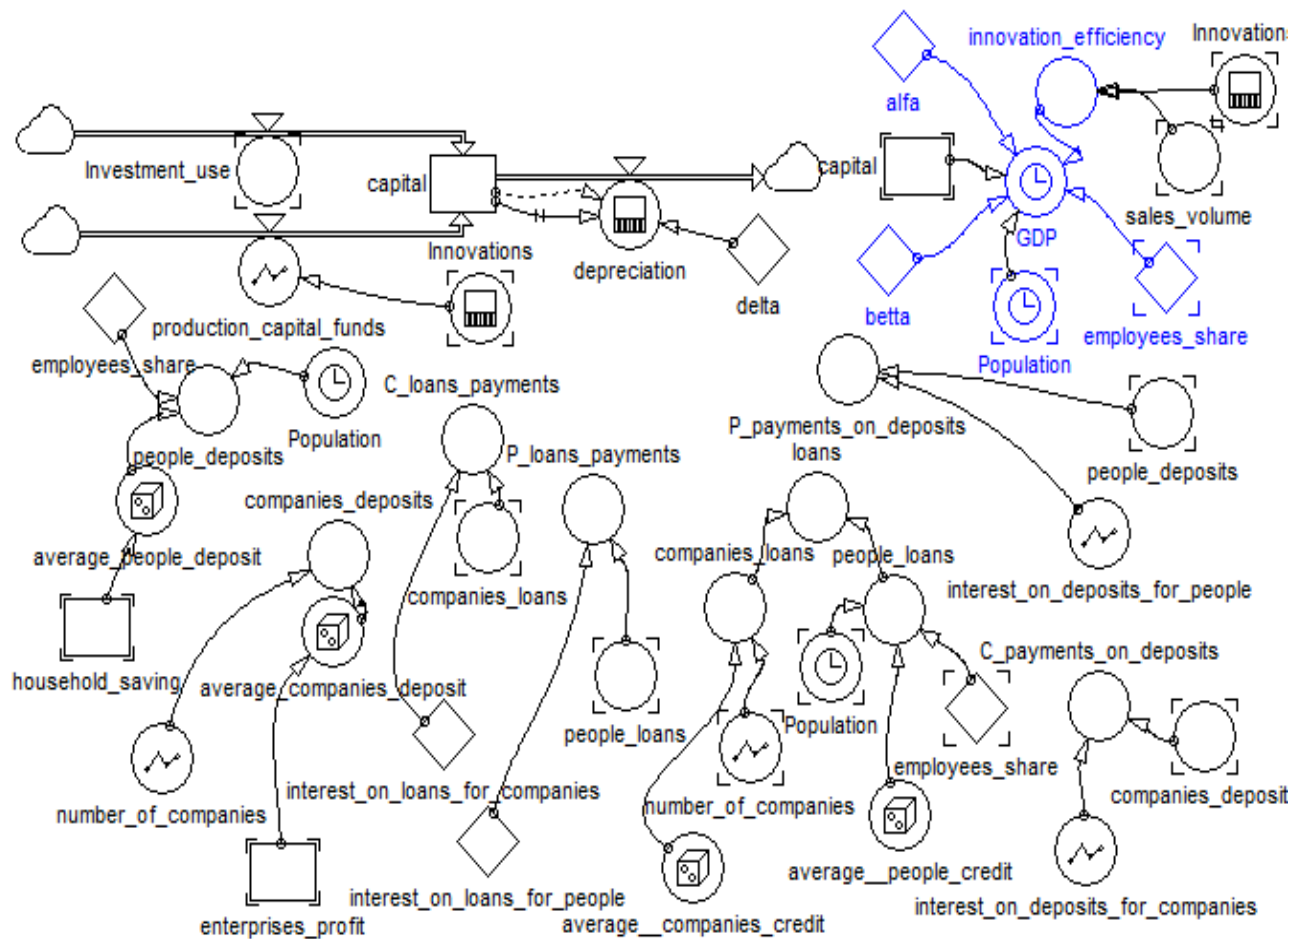 innovation_efficiency
Innovation:
alfa
Investment_use
capital
capital
sales_volume
GDP
Innovations
depreciation
delta
betta
production_capital_funds
employees_share
Population
employees_share
C_loans_payments
Population
P_payments_on_deposits
people_deposits
P_loans_payments
loans
people_deposits
companies_deposits
average_people_deposit
companies_loans
people_loans
interest_on_deposits_for_people
companies_loans
household_saving
average_companies_deposit
C_payments_on_deposits
people_loans
Population
employees_share
interest_on_loans_for_companies
number_of_companies
companies_deposit
number_of_companies
average__people_credit
interest_on_loans_for_people
interest_on_deposits_for_companies
enterprises_profit
average__companies_credit